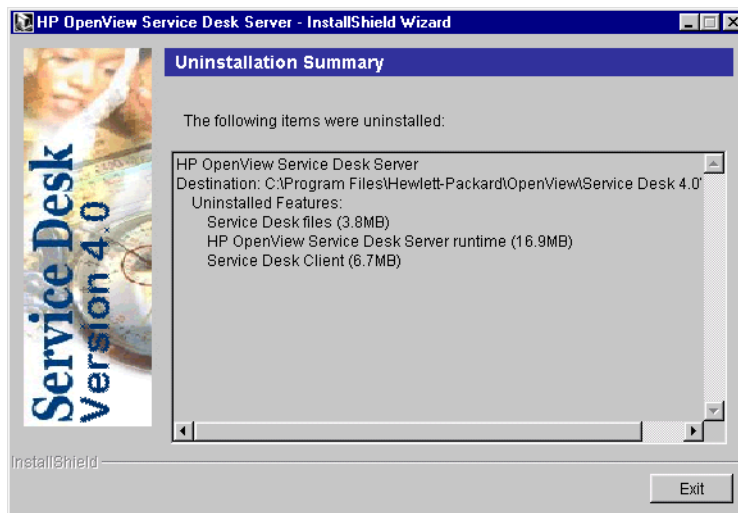 HP OpenView Service Desk Server - InstallShield Wizard
Uninstallation Summary
Service Desk
Version 4.0
The following items were uninstalled:
HP OpenView Service Desk Server
Destination: C:\Program Files\Hewlett-Packard\OpenView\Service Desk 4.0\
Uninstalled Features:
Service Desk files (3.8MB)
HP OpenView Service Desk Server runtime (16.9MB)
Service Desk Client (6.7MB)
InstallShield
Exit